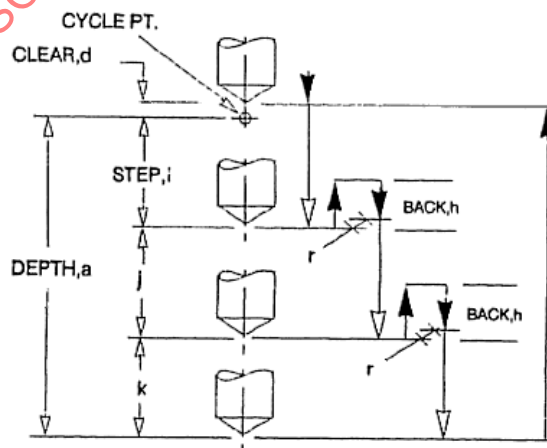 CYCLE PT.
CLEAR,d
STEP,i
BACK,h
r
DEPTH,a
j
BACK,h
k
r